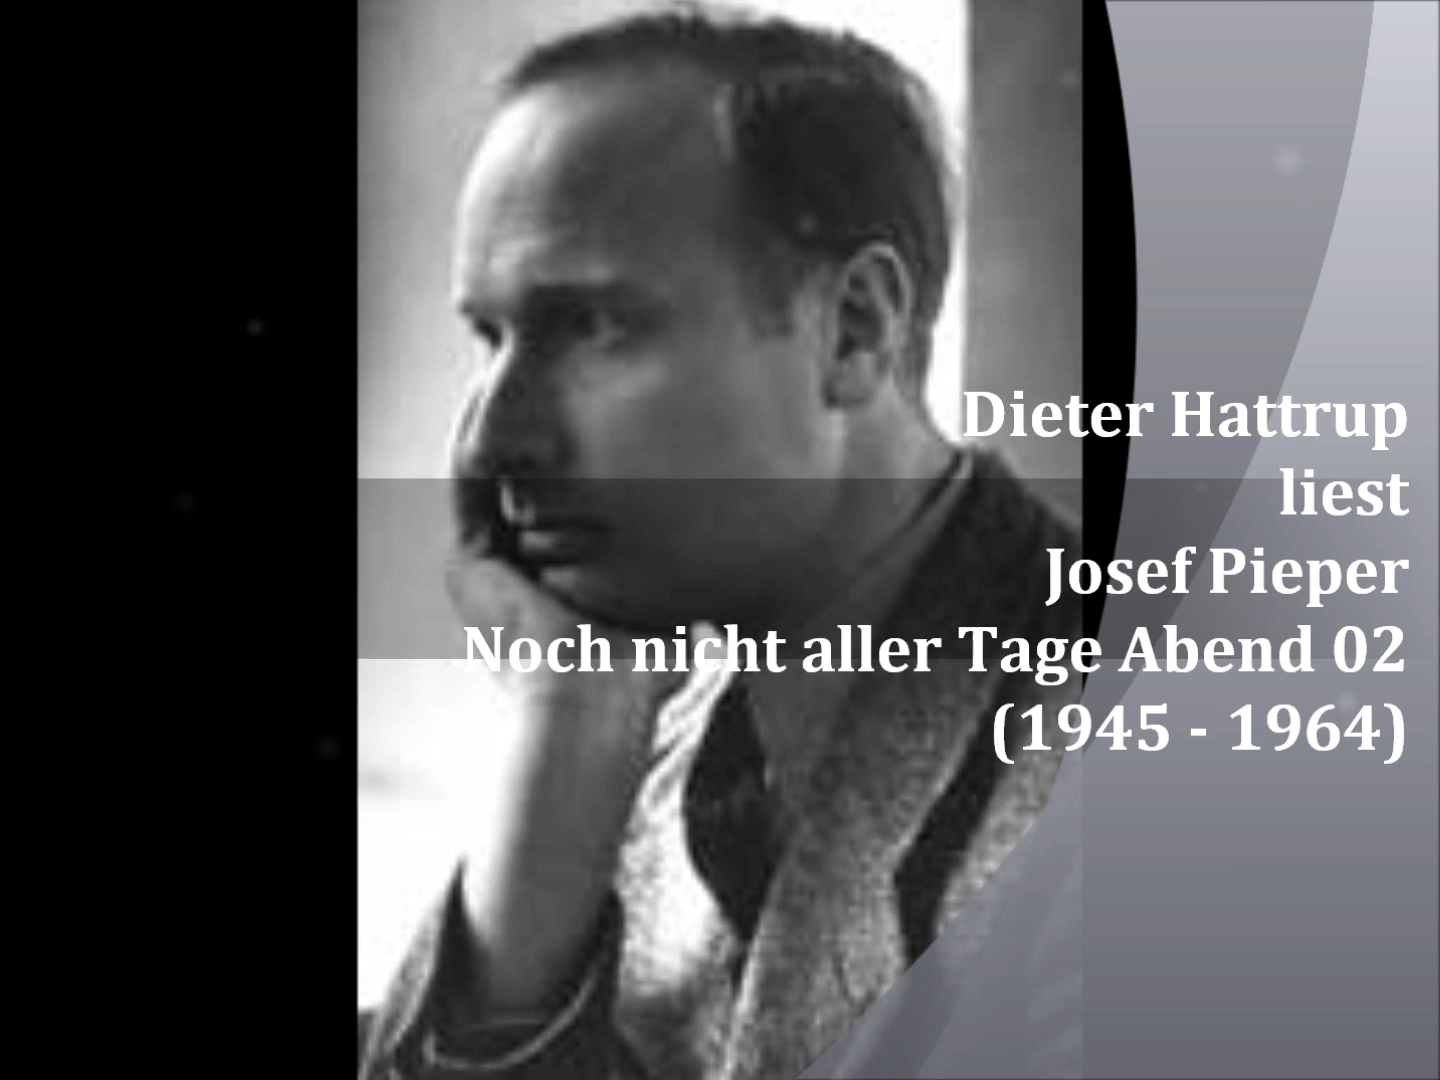 Dieter Hattrup
liest
Josef Pieper
Noch nicht aller Tage Abend 02
(1945 - 1964)